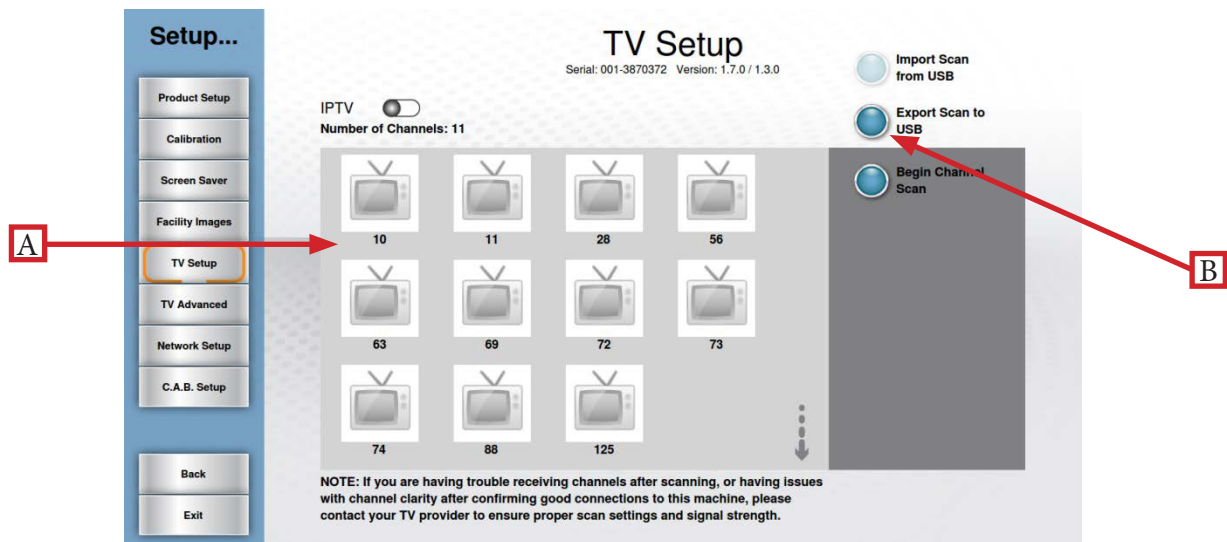 Setup...
Product Setup
Calibration
Screen Saver
Facility Images
TV Setup
TV Advanced
Network Setup
C.A.B. Setup
Back
Exit
A
TV Setup
Serial: 001-3870372 Version: 1.7.0 / 1.3.0
IPTV
Number of Channels: 11
10 11 28 56
63 69 72 73
74 88 125
NOTE: If you are having trouble receiving channels after scanning, or having issues
with channel clarity after confirming good connections to this machine, please
contact your TV provider to ensure proper scan settings and signal strength.
Import Scan
from USB
Export Scan to
USB
Begin Channel
Scan
B